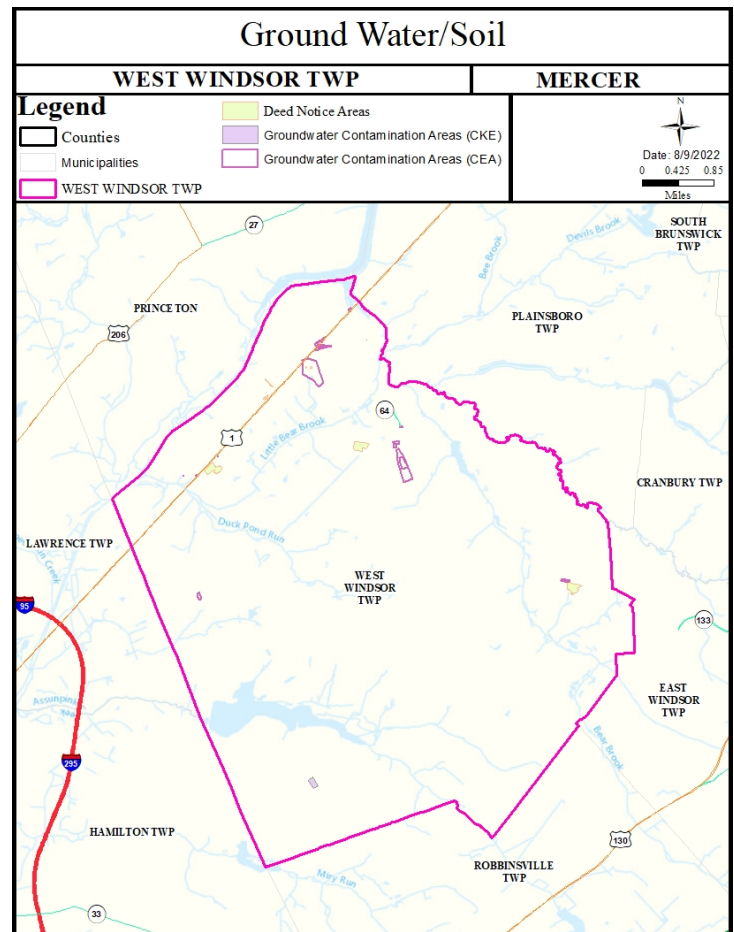 Ground Water/Soil
WEST WINDSOR TWP
MERCER
Legend
Counties
Municipalities
WEST WINDSOR TWP
Deed Notice Areas
Groundwater Contamination Areas (CKE)
Groundwater Contamination Areas (CEA)
N
Date: 8/9/2022
0 0.425 0.85
Miles
27
SOUTH
BRUNSWICK
TWP
Devils Brook
Bee Brook
PRINCETON
PLAINSBORO
TWP
206
64
1
Little Bear Brook
CRANBURY TWP
Duck Pond Run
LAWRENCE TWP
Creek
WEST
WINDSOR
TWP
95
133
EAST
WINDSOR
TWP
Assunpink
Bear Brook
295
HAMILTON TWP
130
ROBBINSVILLE
TWP
Miry Run
33